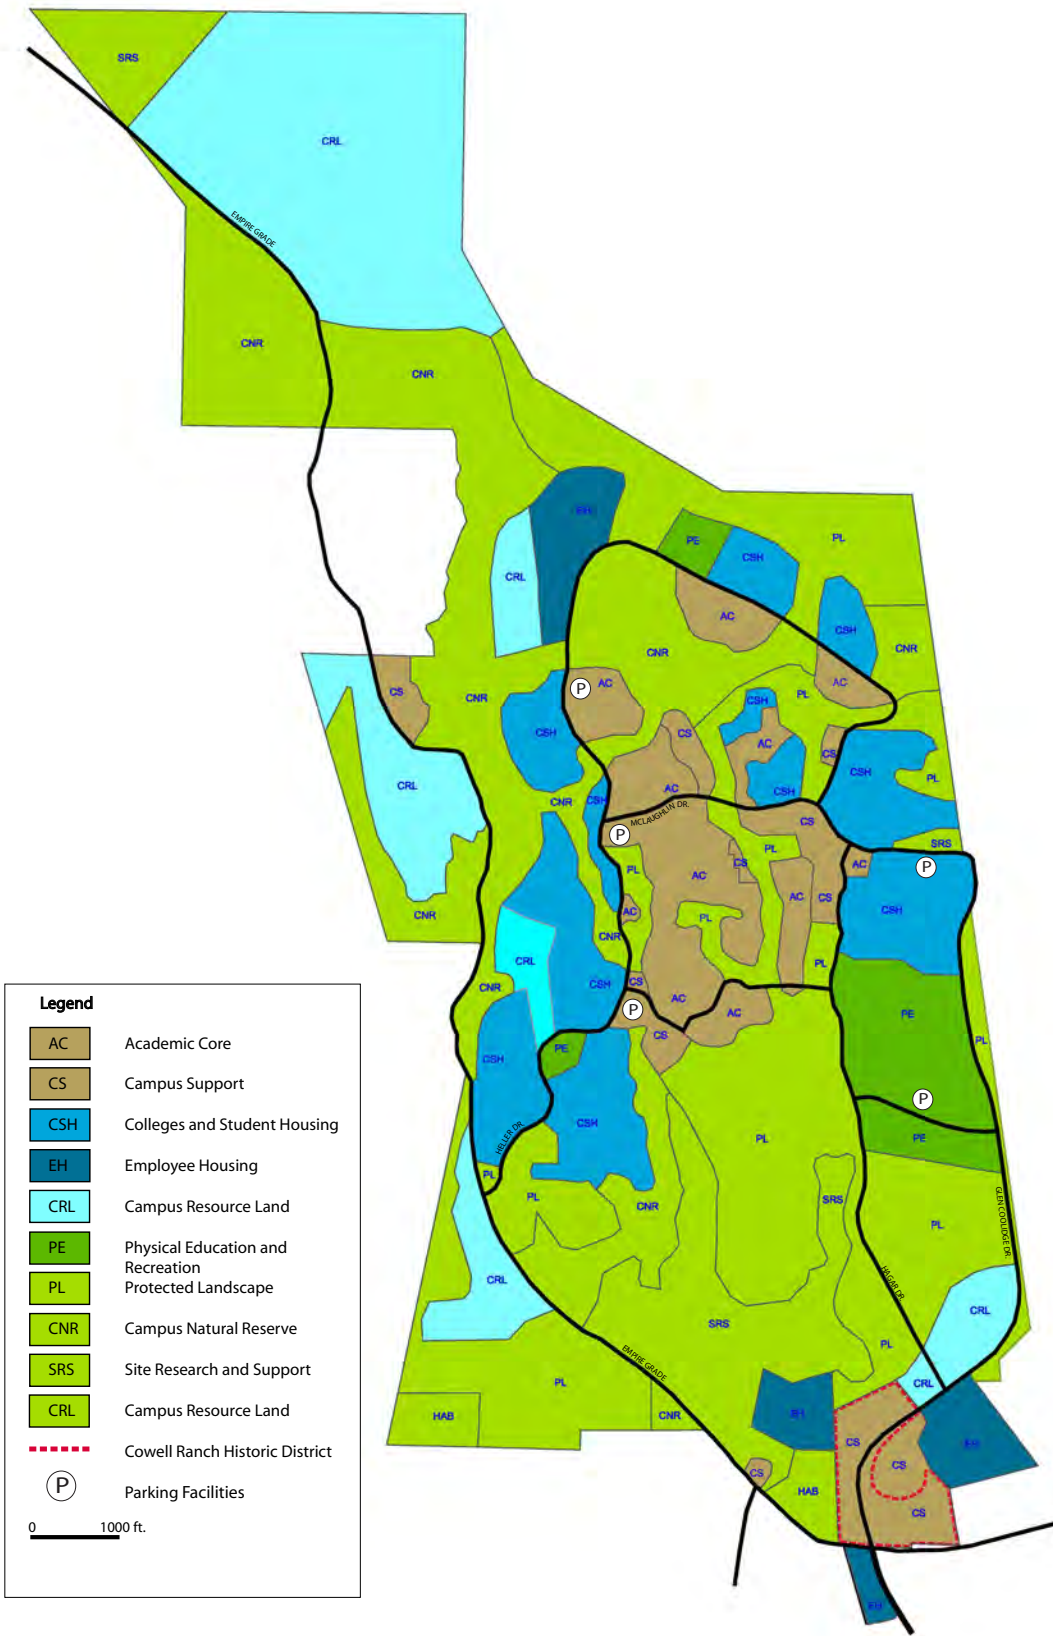 SRS
CRL
EMPIRE GRADE
CNR
CNR
EH
PE
CSH
PL
CRL
AC
CSH
CNR
CNR
CS
CNR
P
AC
AC
CSH
PL
CSH
CS
AC
CS
CSH
PL
CRL
AC
CSH
CSH
CNR
MCLAUGHLIN DR.
CS
P
SRS
PL
CS
AC
P
PL
AC
AC
CS
CSH
AC
PL
CNR
CNR
CRL
PL
CS
CSH
CNR
AC
P
AC
PE
CS
PL
PE
CSH
P
HELLER DR.
CSH
PL
PE
PL
PL
CNR
SRS
PL
GLEN COOLIDGE DR.
CRL
HAGAR DR.
CRL
SRS
PL
EMPIRE GRADE
PL
CRL
HAB
CNR
EH
CS
EH
CS
CS
HAB
CS
EH
Legend
AC Academic Core
CS Campus Support
CSH Colleges and Student Housing
EH Employee Housing
CRL Campus Resource Land
PE Physical Education and
Recreation
PL Protected Landscape
CNR Campus Natural Reserve
SRS Site Research and Support
CRL Campus Resource Land
Cowell Ranch Historic District
P Parking Facilities
0 1000 ft.